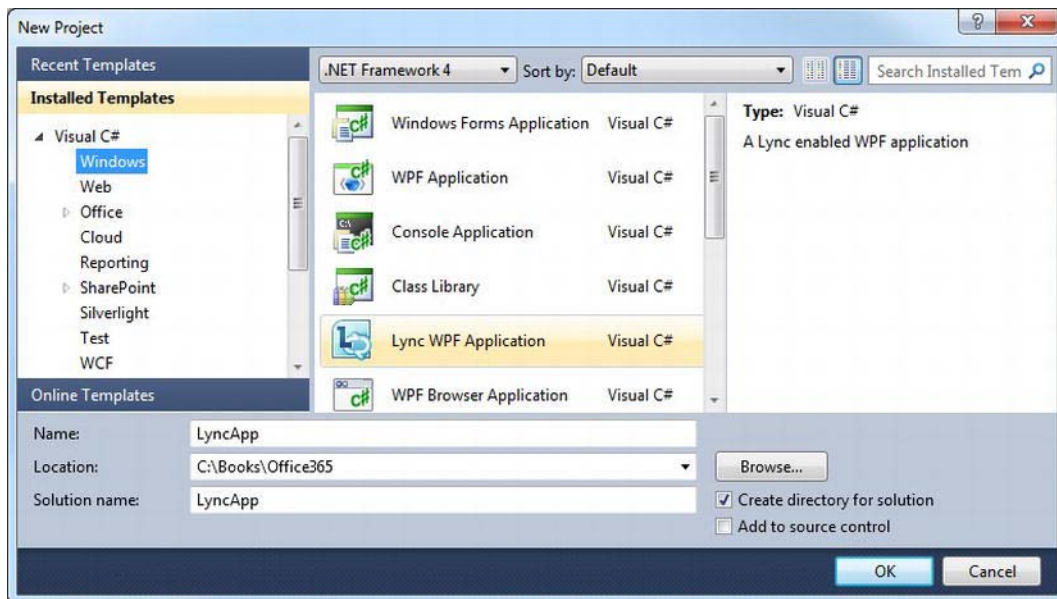 New Project
Recent Templates
Installed Templates
Visual C#
Windows
Web
Office
Cloud
Reporting
SharePoint
Silverlight
Test
WCF
Online Templates
.NET Framework 4
Sort by: Default
Search Installed Tem
Windows Forms Application Visual C#
WPF Application Visual C#
Console Application Visual C#
Class Library Visual C#
Lync WPF Application Visual C#
WPF Browser Application Visual C#
Type: Visual C#
A Lync enabled WPF application
Name: LyncApp
Location: C:\Books\Office365
Browse...
Solution name: LyncApp
Create directory for solution
Add to source control
OK
Cancel